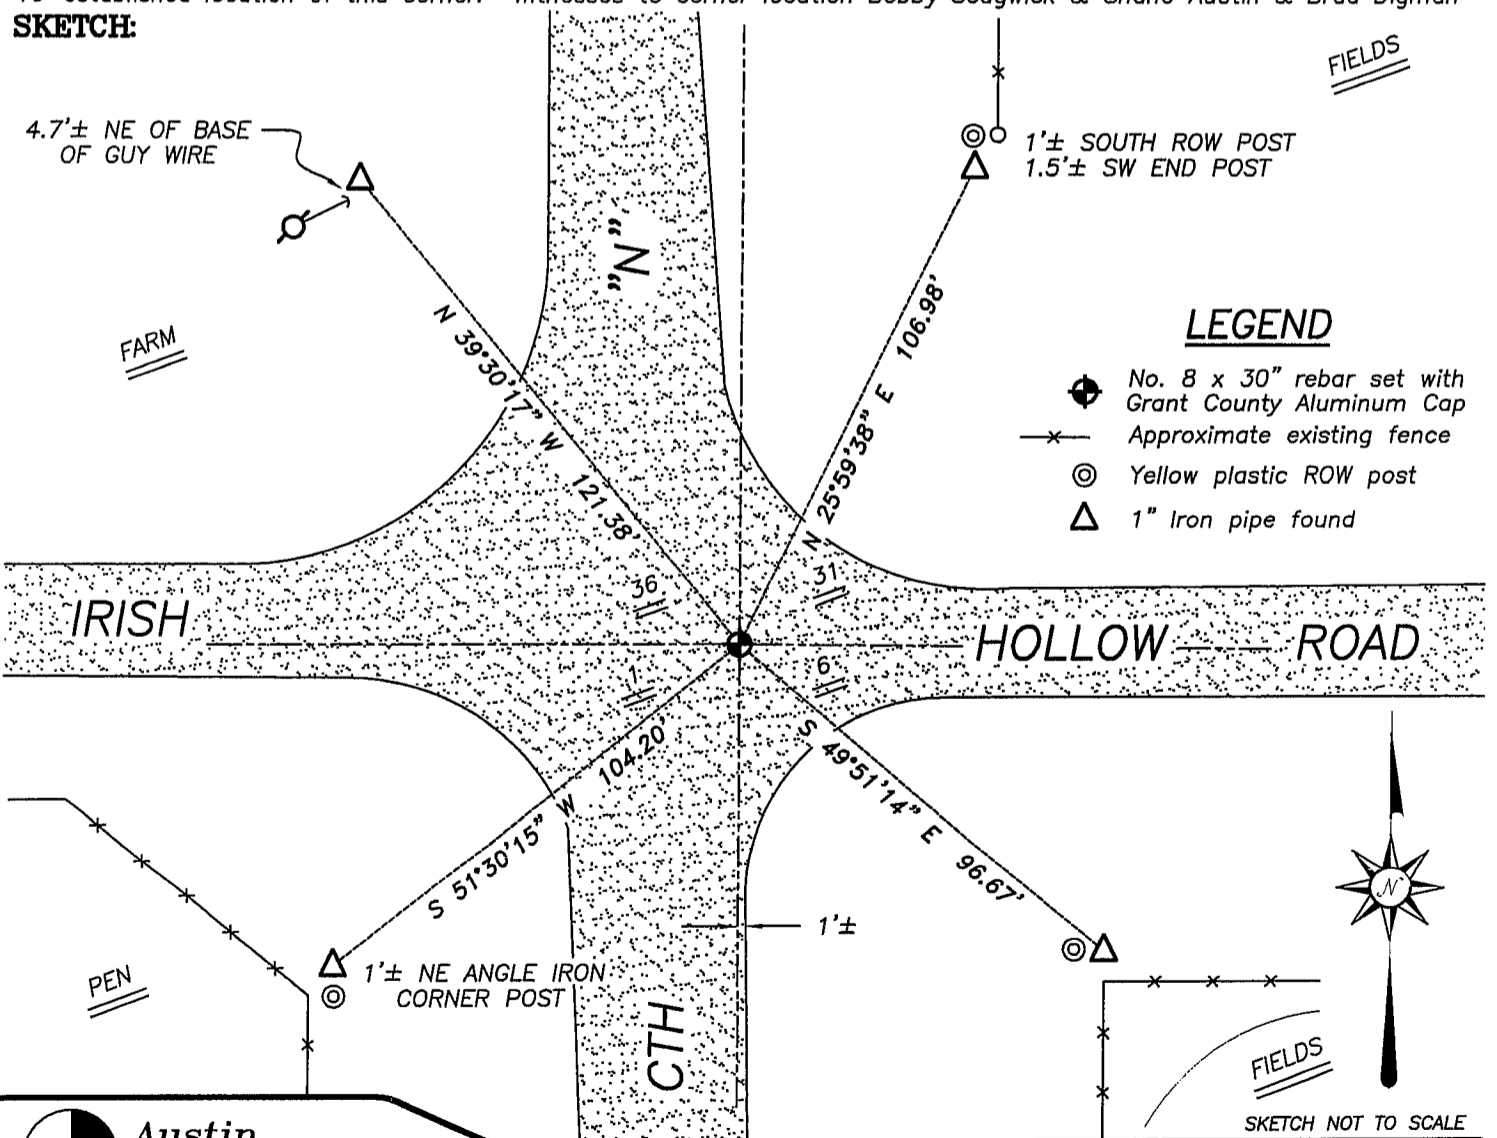 SKETCH:
FIELDS
4.7'± NE OF BASE
OF GUY WIRE
1'± SOUTH ROW POST
1.5'± SW END POST
"N"
FARM
N 39°30'17" W 121.38'
N 25°59'38" E 106.98'
LEGEND
No. 8 x 30" rebar set with
Grant County Aluminum Cap
Approximate existing fence
Yellow plastic ROW post
1" Iron pipe found
36
31
IRISH HOLLOW ROAD
1
6
S 51°30'15" W 104.20'
S 49°51'14" E 96.67'
1'±
N
PEN
1'± NE ANGLE IRON
CORNER POST
CTH
FIELDS
SKETCH NOT TO SCALE
Austin